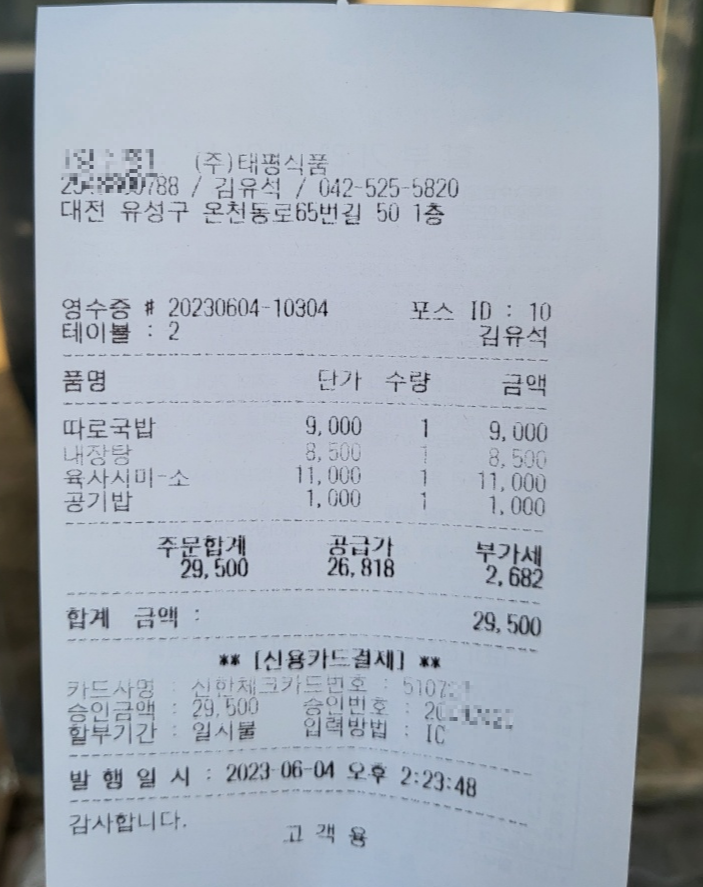 (주)태평식품
788 / 김유석 / 042-525-5820
대전 유성구 온천동로65번길 50 1층
영수증 # 20230604-10304 포스 ID : 10
테이블 : 2 김유석
품명 단가 수량 금액
따로국밥 9,000 1 9,000
내장탕 8,500 1 8,500
육사시미-소 11,000 1 11,000
공기밥 1,000 1 1,000
주문합계 공급가 부가세
29,500 26,818 2,682
합계 금액 : 29,500
** [신용카드결제] **
카드사명 : 신한체크카드번호 : 5107
승인금액 : 29,500 승인번호 : 20
할부기간 : 일시불 입력방법 : IC
발 행 일 시 : 2023-06-04 오후 2:23:48
감사합니다.
고 객 용